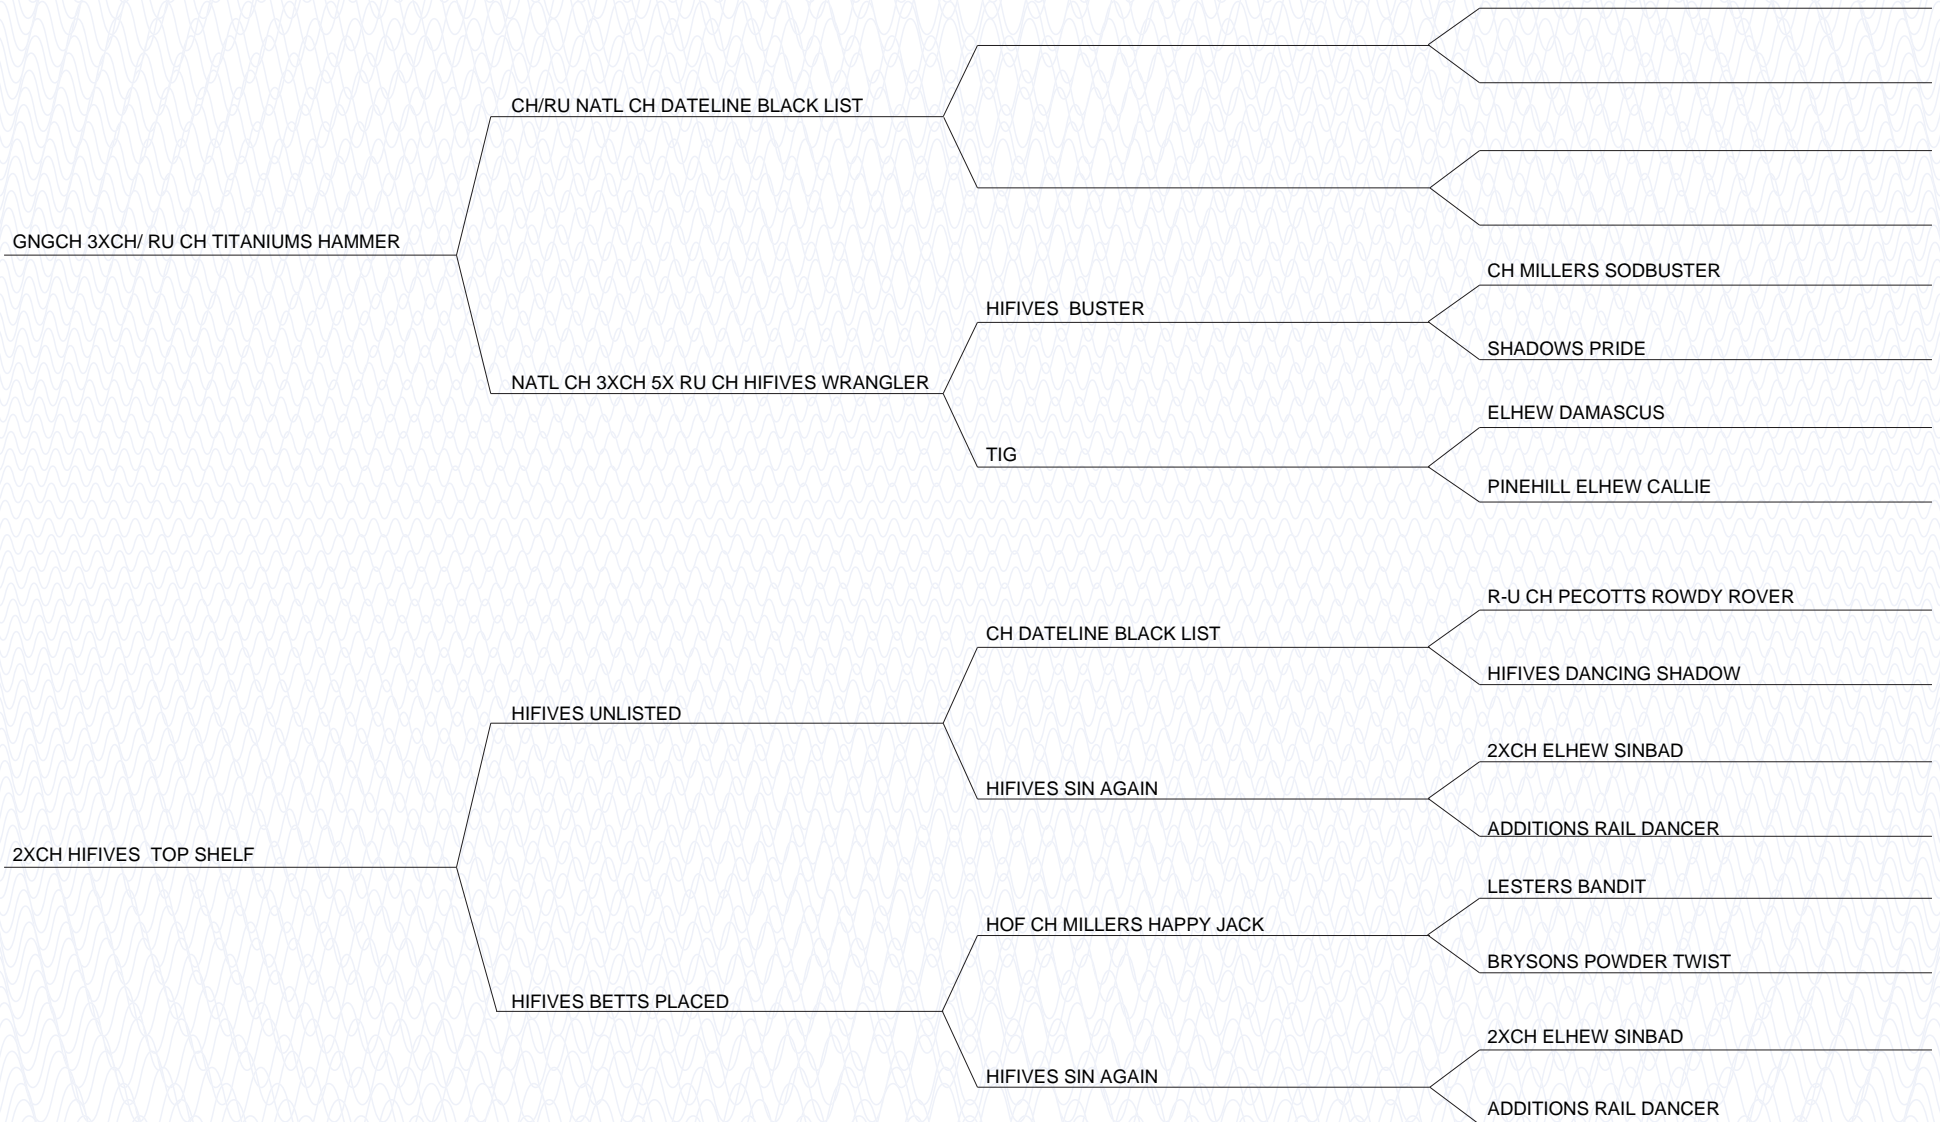 CH/RU NATL CH DATELINE BLACK LIST
GNGCH 3XCH/ RU CH TITANIUMS HAMMER
CH MILLERS SODBUSTER
HIFIVES  BUSTER
SHADOWS PRIDE
NATL CH 3XCH 5X RU CH HIFIVES WRANGLER
ELHEW DAMASCUS
TIG
PINEHILL ELHEW CALLIE
R-U CH PECOTTS ROWDY ROVER
CH DATELINE BLACK LIST
HIFIVES DANCING SHADOW
HIFIVES UNLISTED
2XCH ELHEW SINBAD
HIFIVES SIN AGAIN
ADDITIONS RAIL DANCER
2XCH HIFIVES  TOP SHELF
LESTERS BANDIT
HOF CH MILLERS HAPPY JACK
BRYSONS POWDER TWIST
HIFIVES BETTS PLACED
2XCH ELHEW SINBAD
HIFIVES SIN AGAIN
ADDITIONS RAIL DANCER